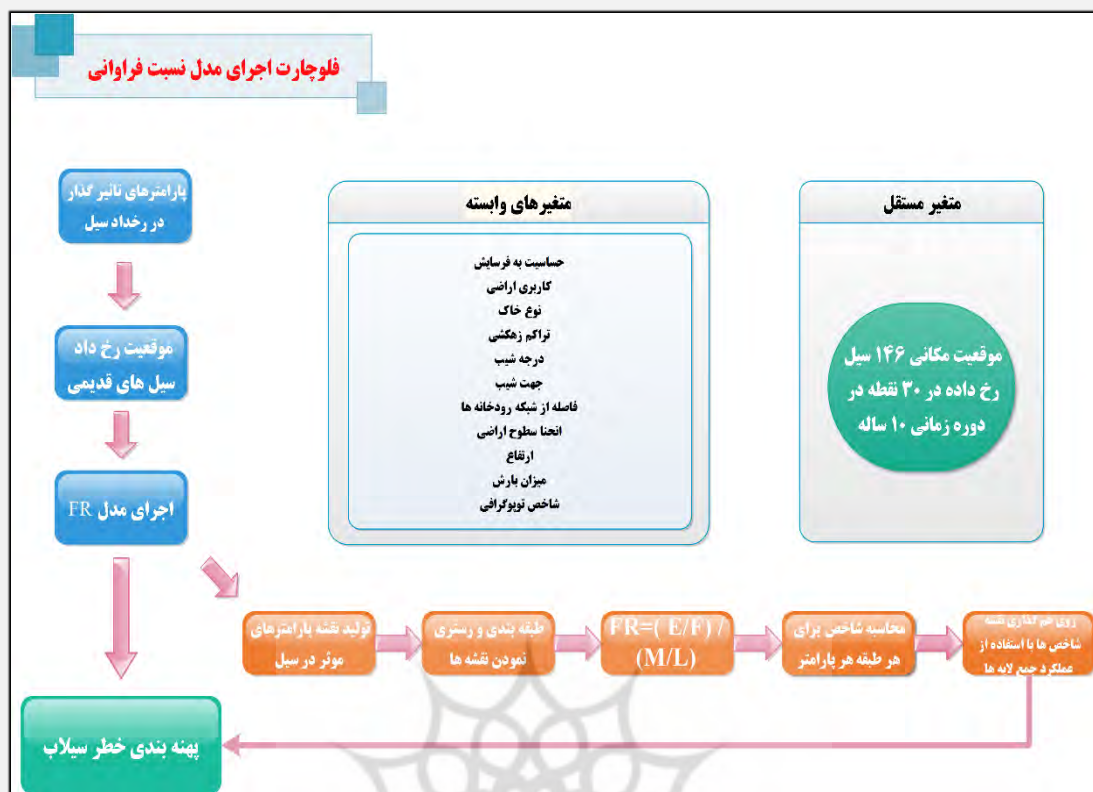 فلوچارت اجرای مدل نسبت فراوانی
پارامترهای تاثیر گذار
در رخداد سیل
موقعیت رخ داد
سیل های قدیمی
اجرای مدل FR
متغیرهای وابسته
حساسیت به فرسایش
کاربری اراضی
نوع خاک
تراکم زهکشی
درجه شیب
جهت شیب
فاصله از شبکه رودخانه ها
انحنا سطوح اراضی
ارتفاع
میزان بارش
شاخص توپوگرافی
متغیر مستقل
موقعیت مکانی ۱۴۶ سیل
رخ داده در ۳۰ نقطه در
دوره زمانی ۱۰ ساله
تولید نقشه پارامترهای
موثر در سیل
طبقه بندی و رستری
نمودن نقشه ها
FR=( E/F) /
(M/L)
محاسبه شاخص برای
هر طبقه هر پارامتر
روی هم گذاری نقشه
شاخص ها با استفاده از
عملکرد جمع لایه ها
پهنه بندی خطر سیلاب